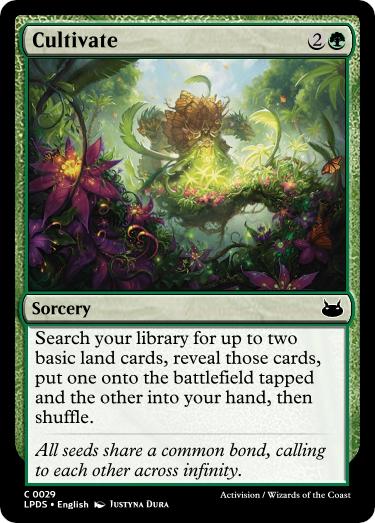 Cultivate 2
Sorcery
Search your library for up to two
basic land cards, reveal those cards,
put one onto the battlefield tapped
and the other into your hand, then
shuffle.
All seeds share a common bond, calling
to each other across infinity.
C 0029
LPDS • English Justyna Dura
Activision / Wizards of the Coast